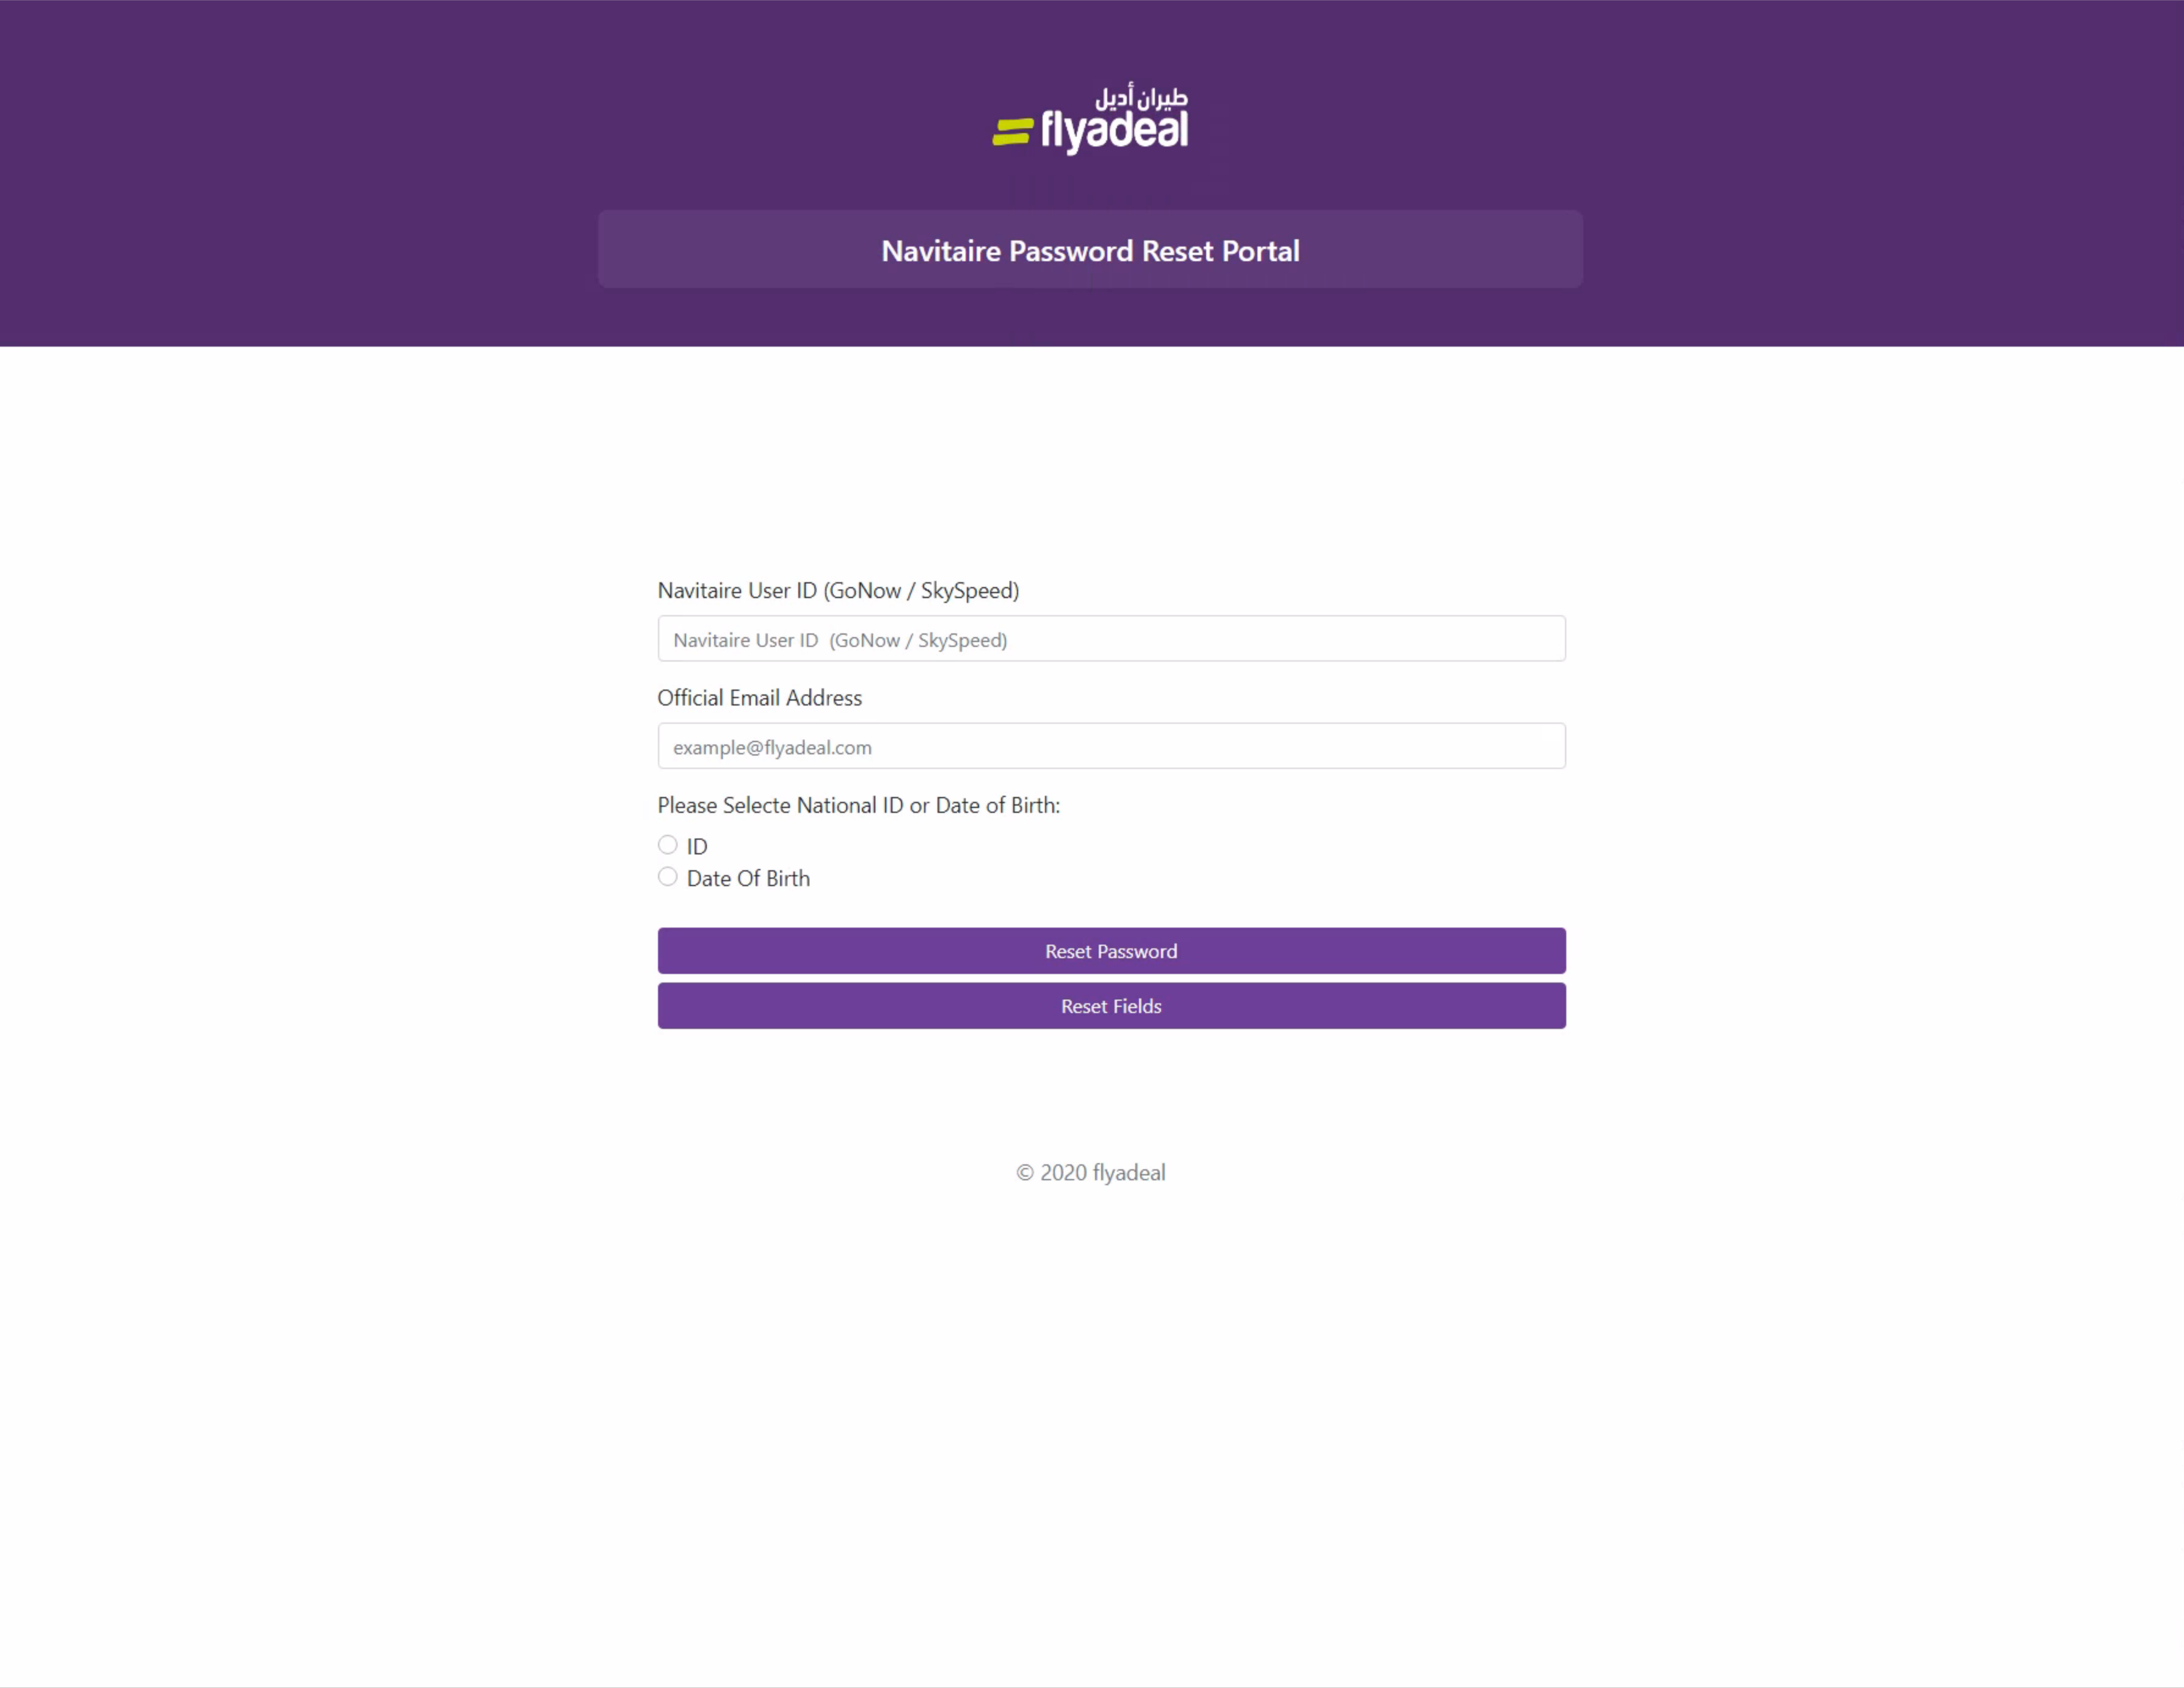 طيران أديل
flyadeal
Navitaire Password Reset Portal
Navitaire User ID (GoNow / SkySpeed)
Navitaire User ID  (GoNow / SkySpeed)
Official Email Address
example@flyadeal.com
Please Selecte National ID or Date of Birth:
ID
Date Of Birth
Reset Password
Reset Fields
© 2020 flyadeal